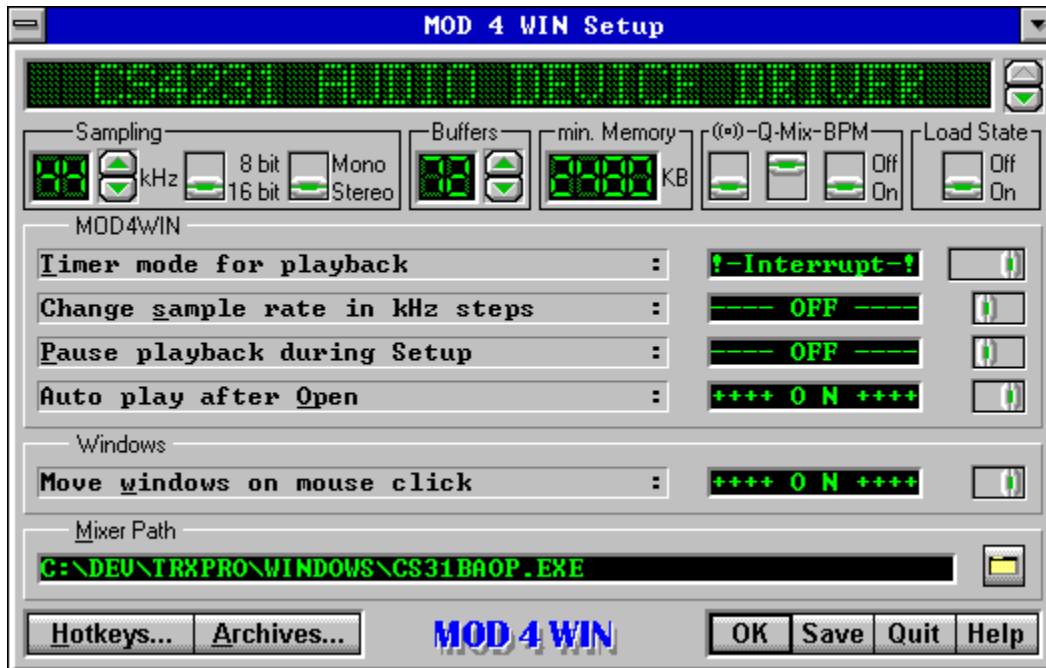 MOD 4 WIN Setup
CS4231 AUDIO DEVICE DRIVER
Sampling
Buffers
min. Memory
((•))-Q-Mix-BPM
Load State
44 kHz
8 bit
16 bit
Mono
Stereo
KB
Off
On
Off
On
MOD4WIN
Timer mode for playback : !-Interrupt-!
Change sample rate in kHz steps : ---- OFF ----
Pause playback during Setup : ---- OFF ----
Auto play after Open : ++++ O N ++++
Windows
Move windows on mouse click : ++++ O N ++++
Mixer Path
C:\DEV\TRXPRO\WINDOWS\CS31BAOP.EXE
Hotkeys... Archives... MOD 4 WIN OK Save Quit Help